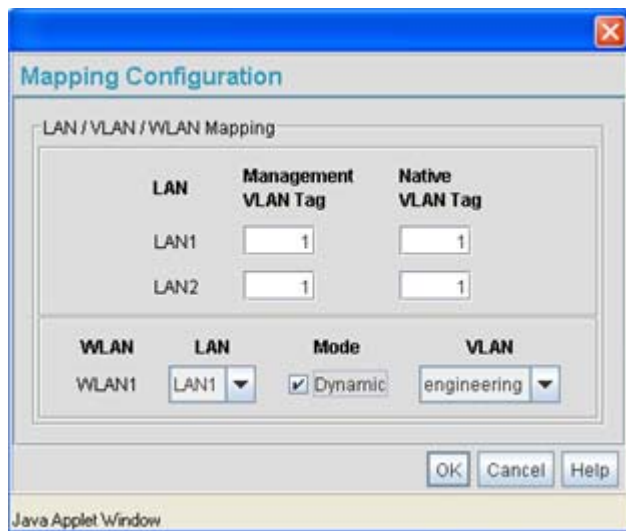 Mapping Configuration
LAN / VLAN / WLAN Mapping
LAN Management VLAN Tag Native VLAN Tag
LAN1 1 1
LAN2 1 1
WLAN LAN Mode VLAN
WLAN1 LAN1 Dynamic engineering
OK Cancel Help
Java Applet Window